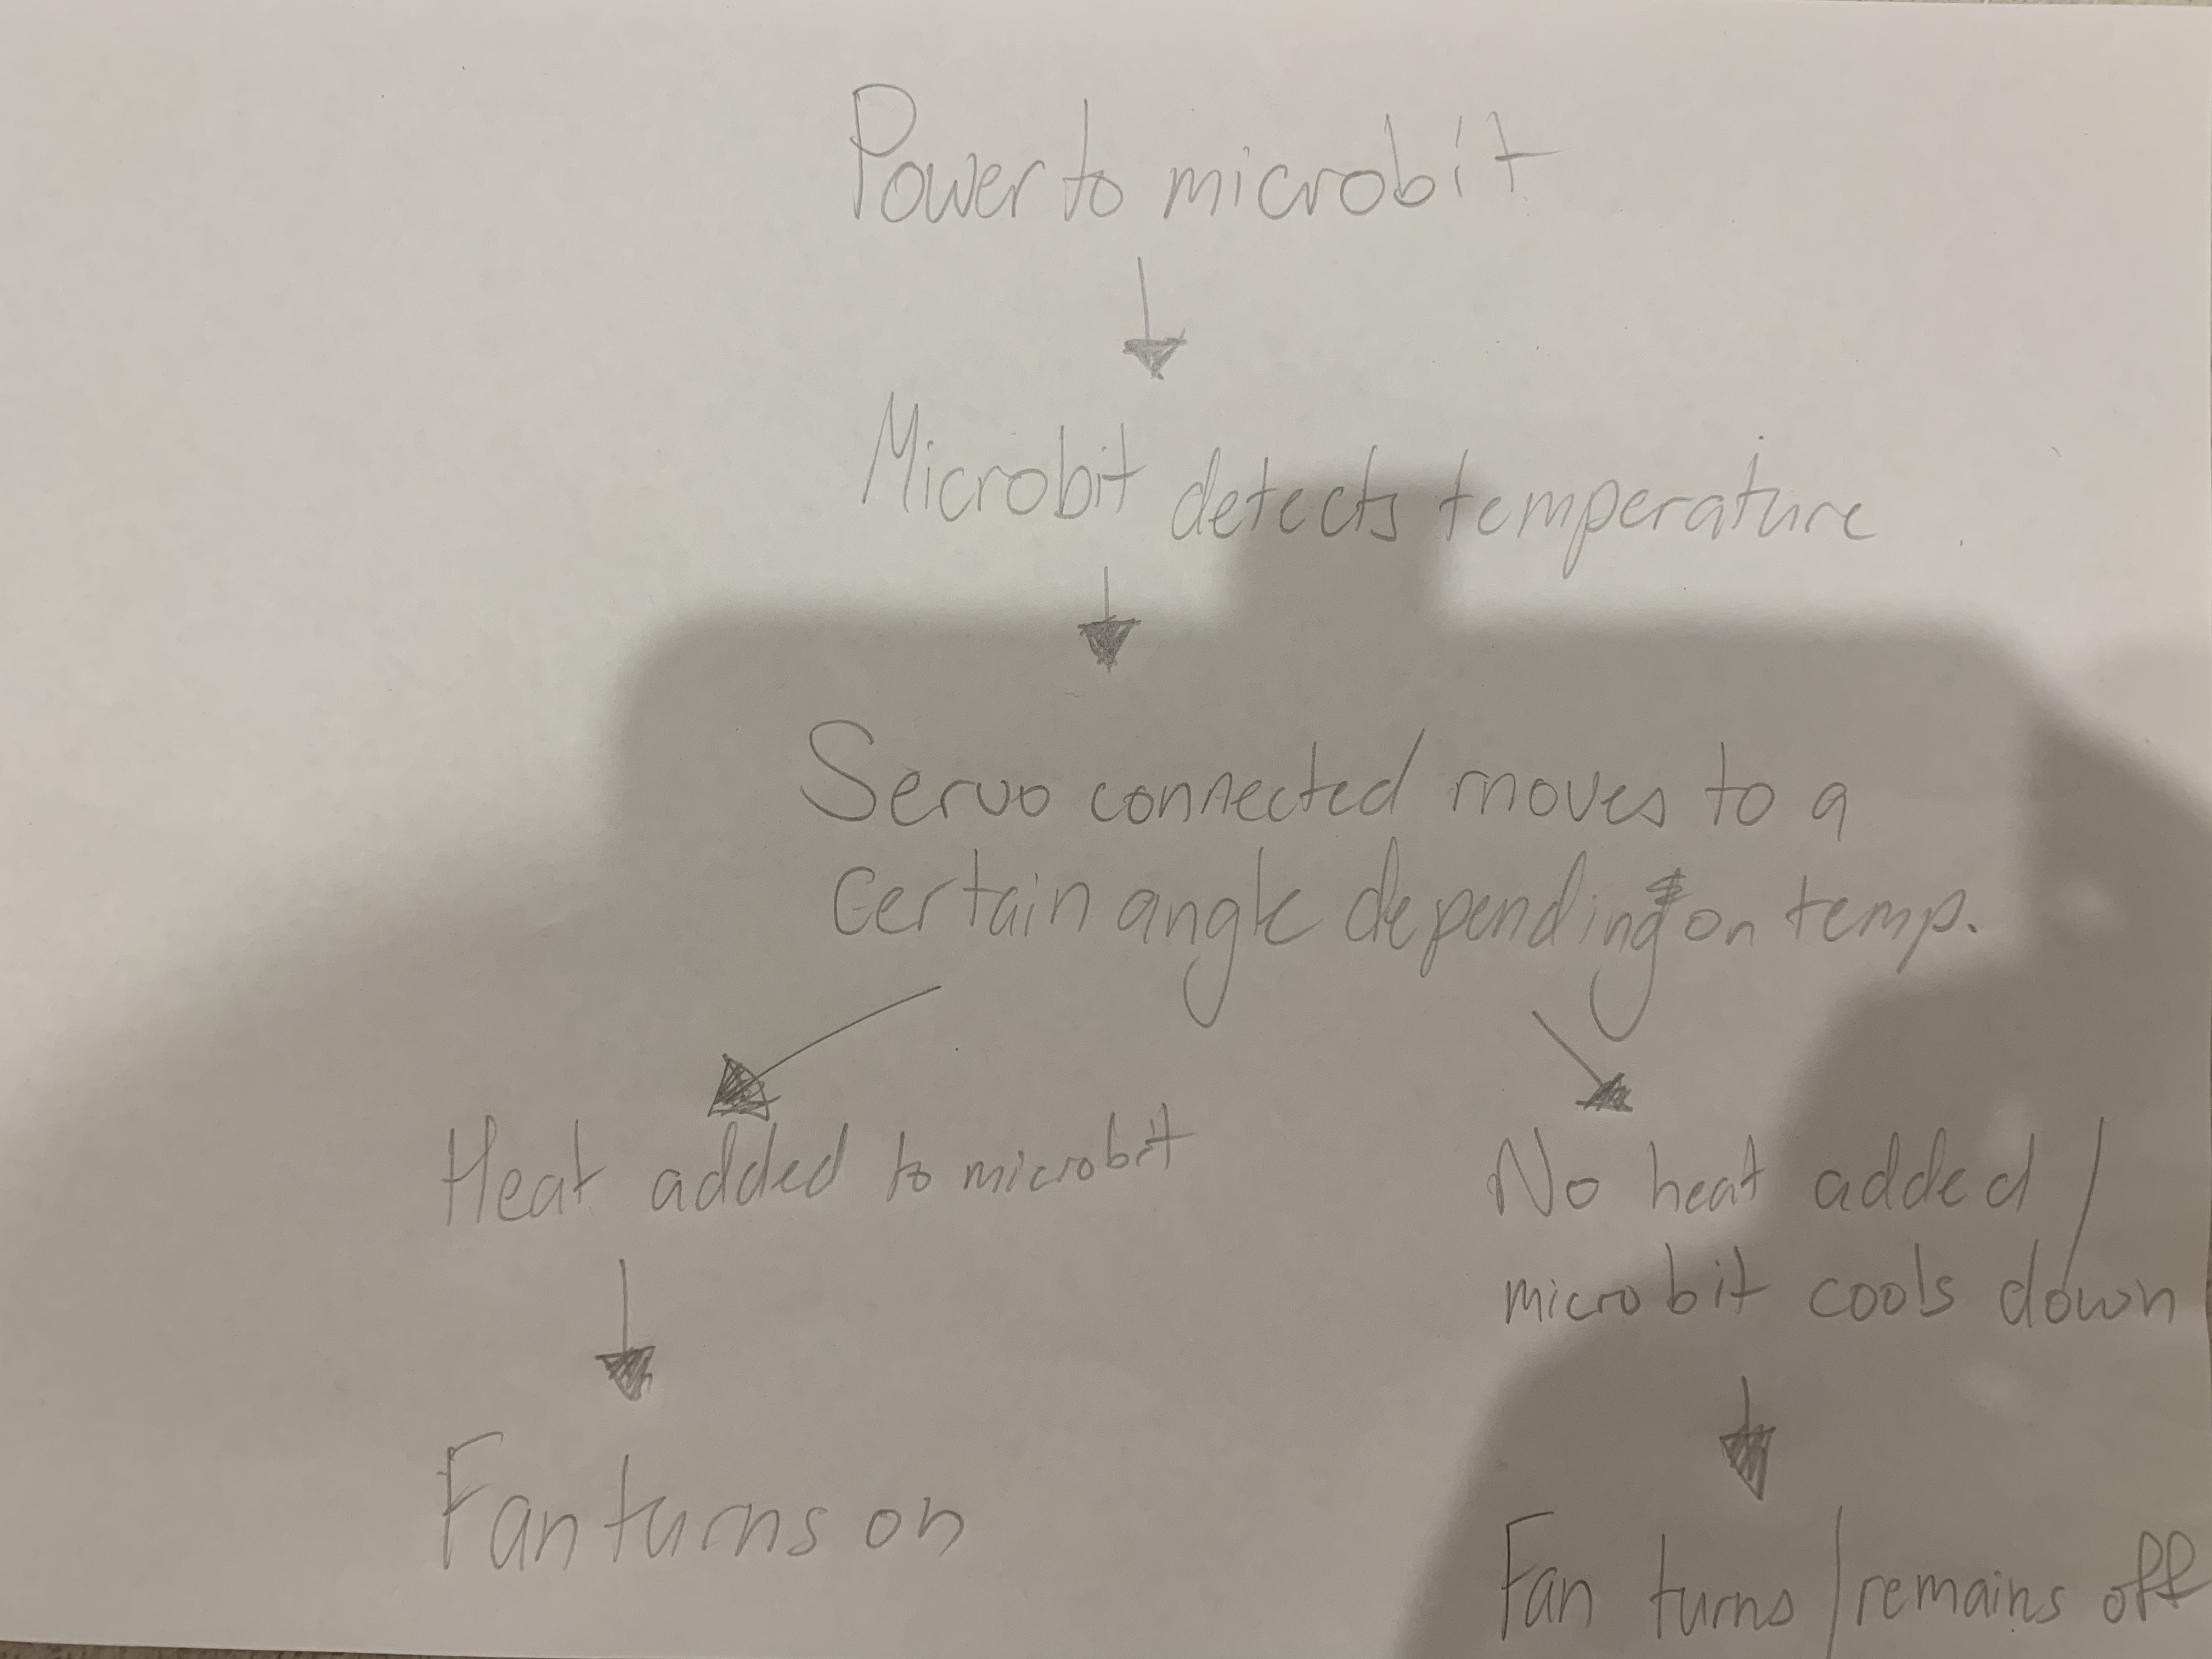 Power to microbit
Microbit detects temperature
Servo connected moves to a
certain angle depending on temp.
Heat added to microbit
No heat added /
microbit cools down
Fan turns on
Fan turns / remains off